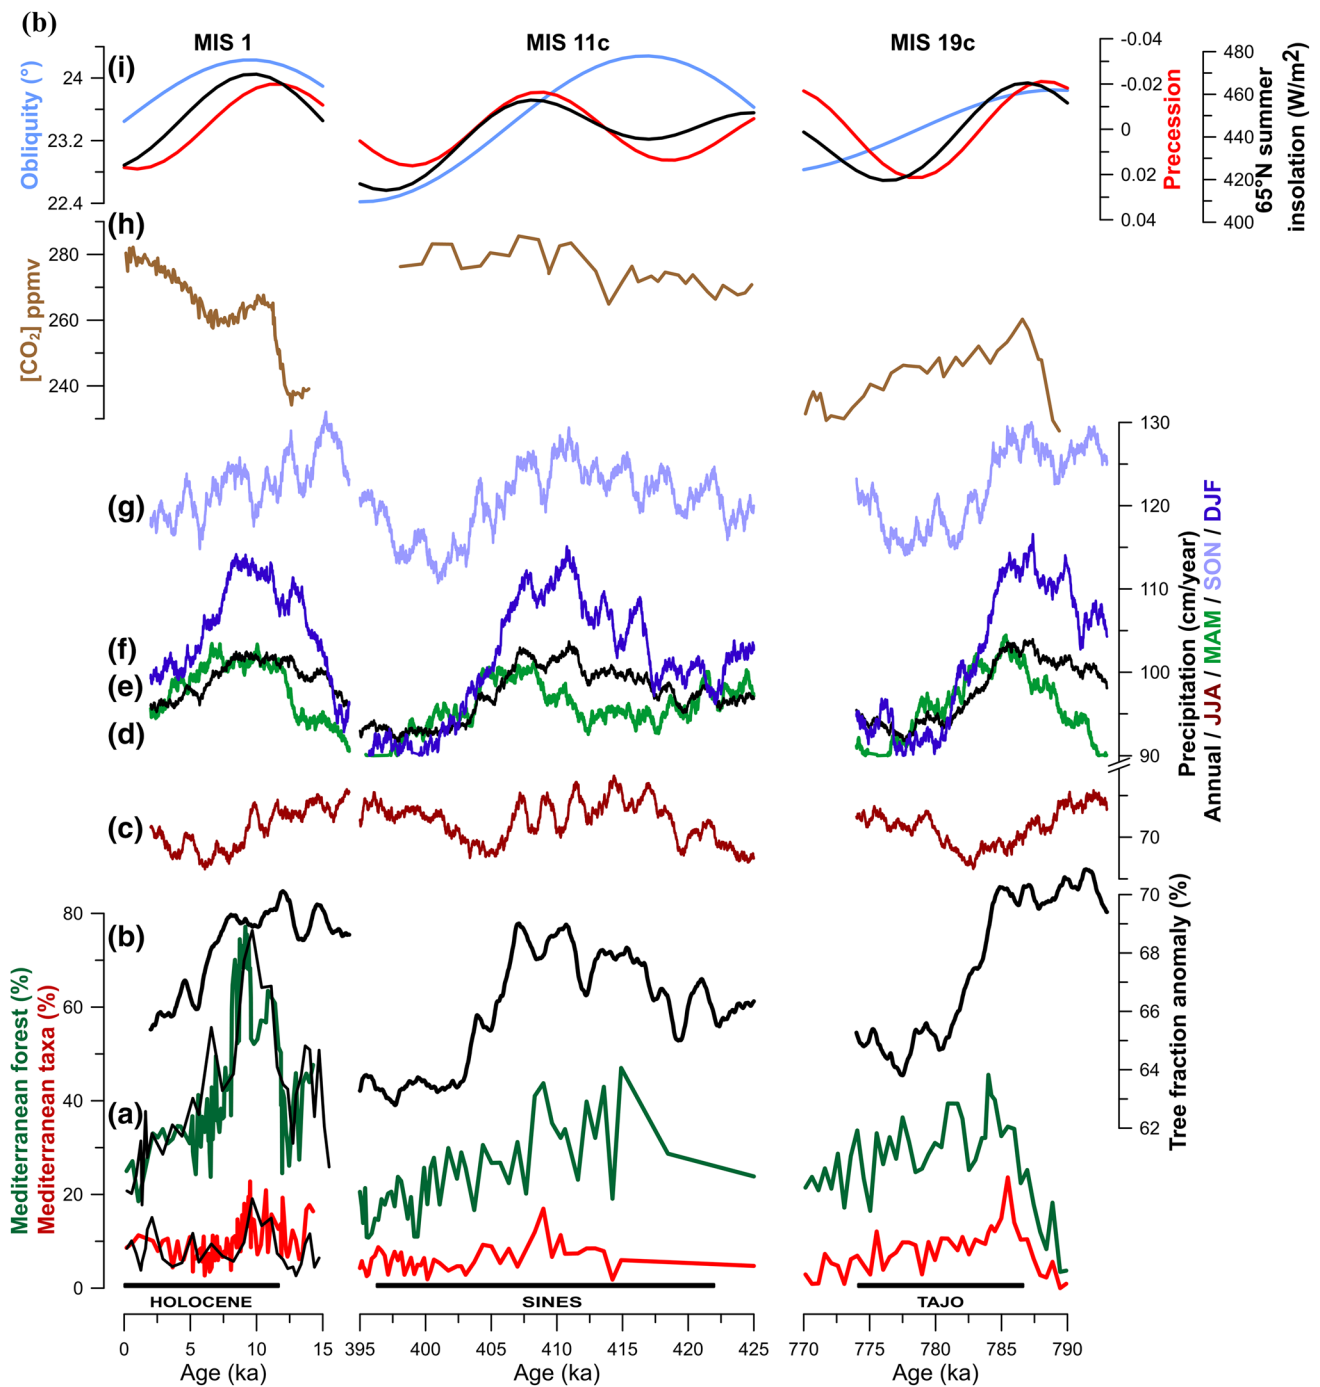 (b)
MIS 1
MIS 11c
MIS 19c
(i)
Obliquity (°)
24
23.2
22.4
-0.04
-0.02
0
0.02
0.04
Precession
480
460
440
420
400
65°N summer
insolation (W/m2)
(h)
[CO₂] ppmv
280
260
240
(g)
(f)
(e)
(d)
(c)
130
120
110
100
90
70
Precipitation (cm/year)
Annual / JJA / MAM / SON / DJF
(b)
(a)
Mediterranean forest (%)
Mediterranean taxa (%)
80
60
40
20
0
70
68
66
64
62
Tree fraction anomaly (%)
HOLOCENE
SINES
TAJO
0 5 10 15
395 400 405 410 415 420 425
770 775 780 785 790
Age (ka)
Age (ka)
Age (ka)